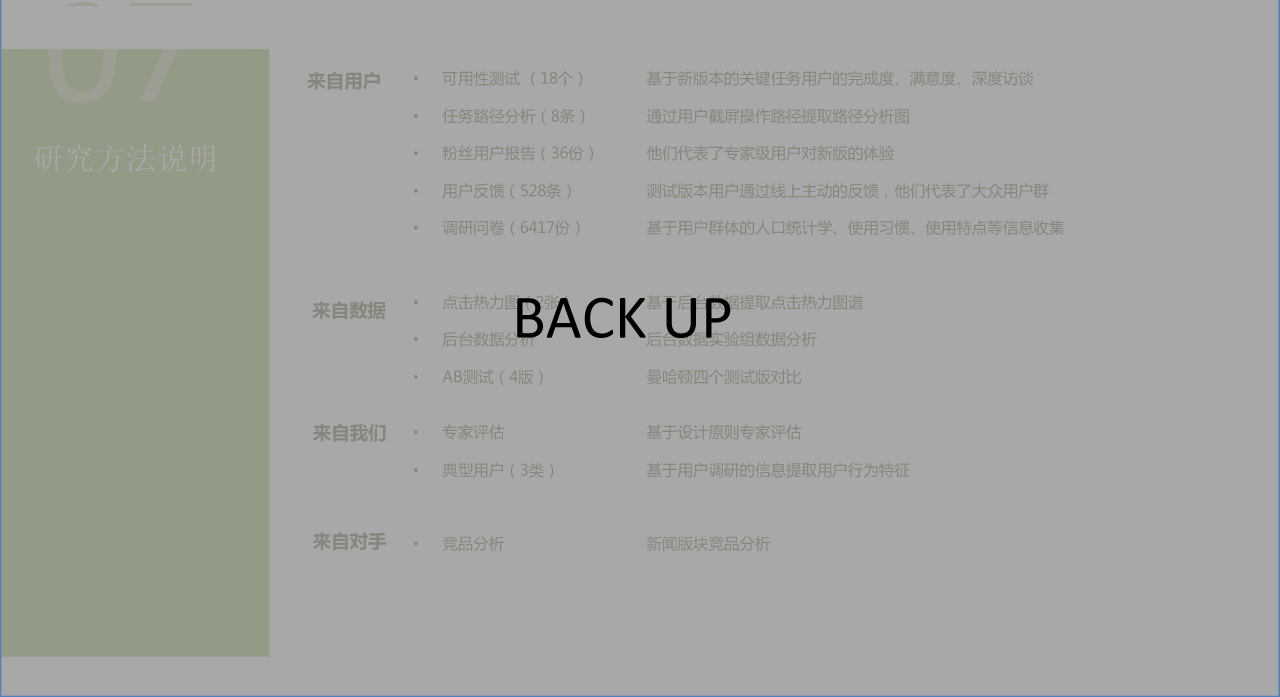 07
研究方法说明
来自用户
• 可用性测试（18个） 基于新版本的关键任务用户的完成度、满意度、深度访谈
• 任务路径分析（8条） 通过用户截屏操作路径提取路径分析图
• 粉丝用户报告（36份） 他们代表了专家级用户对新版的体验
• 用户反馈（528条） 测试版本用户通过线上主动的反馈，他们代表了大众用户群
• 调研问卷（6417份） 基于用户群体的人口统计学、使用习惯、使用特点等信息收集
来自数据
• 点击热力图（2张 基于后台数据提取点击热力图谱
BACK UP
• 后台数据分析 后台数据实验组数据分析
• AB测试（4版） 曼哈顿四个测试版对比
来自我们
• 专家评估 基于设计原则专家评估
• 典型用户（3类） 基于用户调研的信息提取用户行为特征
来自对手
• 竞品分析 新闻版块竞品分析